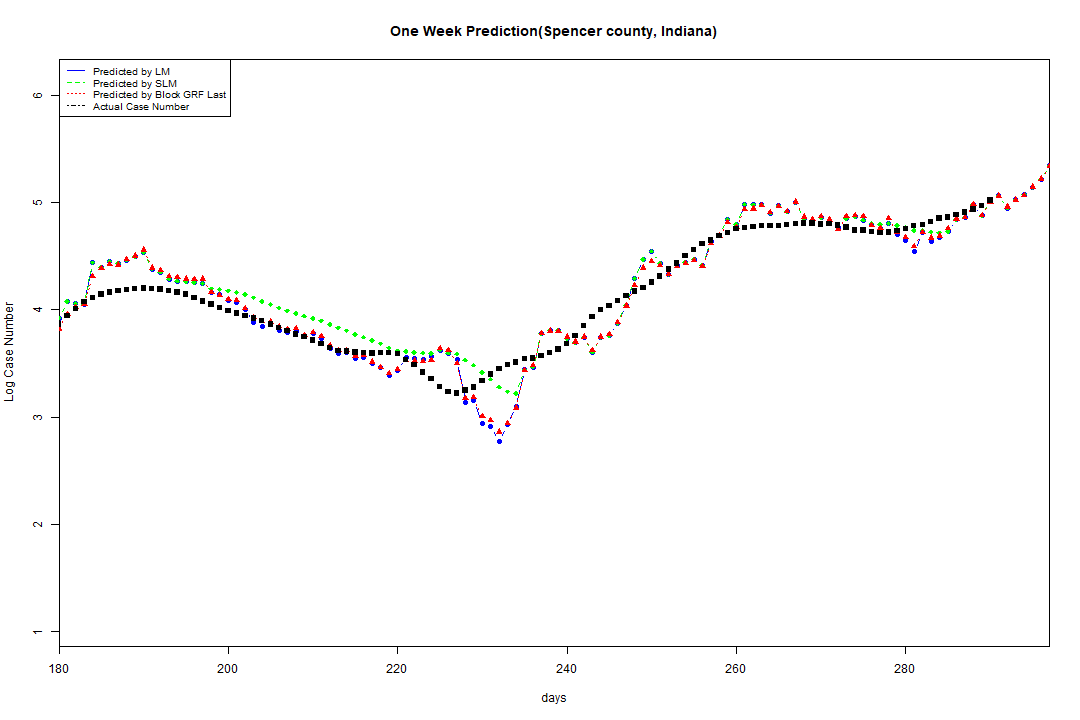 One Week Prediction(Spencer county, Indiana)
Predicted by LM
Predicted by SLM
Predicted by Block GRF Last
Actual Case Number
6
5
4
3
2
1
Log Case Number
180 200 220 240 260 280
days